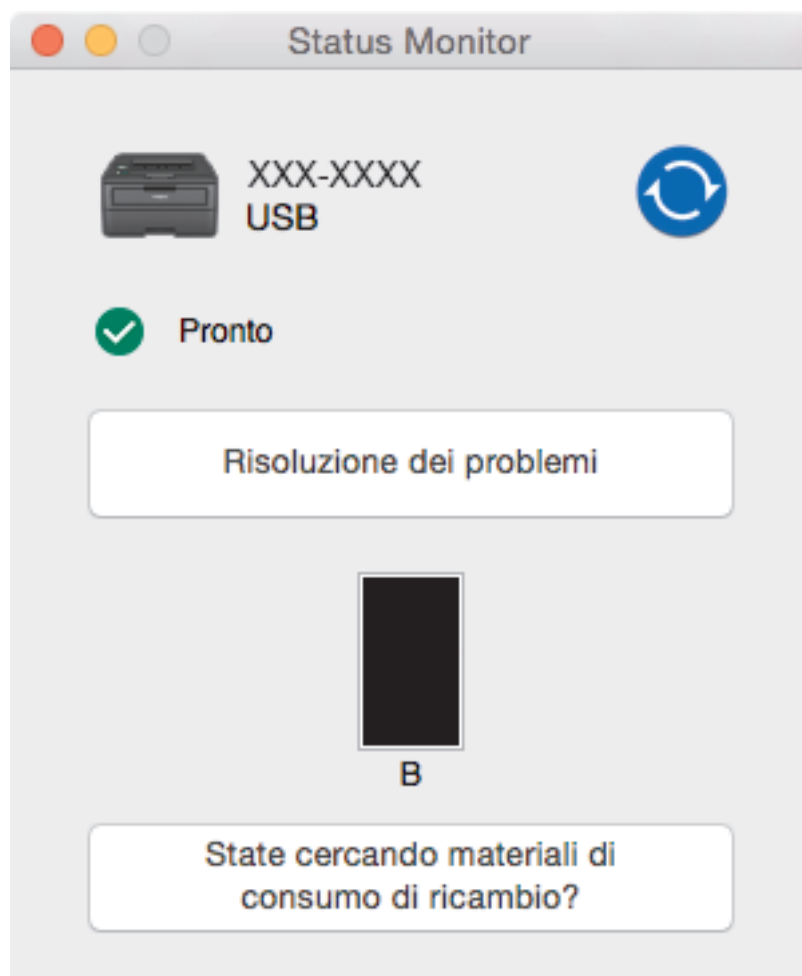 Status Monitor
XXX-XXXX
USB
Pronto
Risoluzione dei problemi
B
State cercando materiali di
consumo di ricambio?